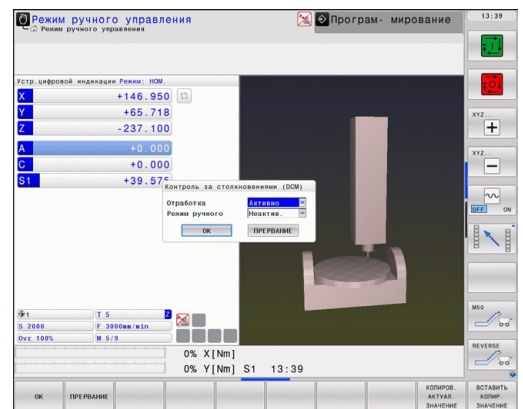 Режим ручного управления
Режим ручного управления
Програм- мирование
13:39
Устр.цифровой индикации Режим: НОМ.
X +146.950
Y +65.718
Z -237.100
A +0.000
C +0.000
S1 +39.575
Контроль за столкновениями (DCM)
Отработка Активно
Режим ручного Неактив.
ОК ПРЕРВАНИЕ
1 T 5 Z
S 2000 F 3000mm/min
Ovr 100% M 5/9
0% X[Nm]
0% Y[Nm] S1 13:39
XYZ..
+
XYZ..
–
OFF ON
M50
REVERSE
ОК
ПРЕРВАНИЕ
КОПИРОВ. АКТУАЛ. ЗНАЧЕНИЕ
ВСТАВИТЬ КОПИР. ЗНАЧЕНИЕ